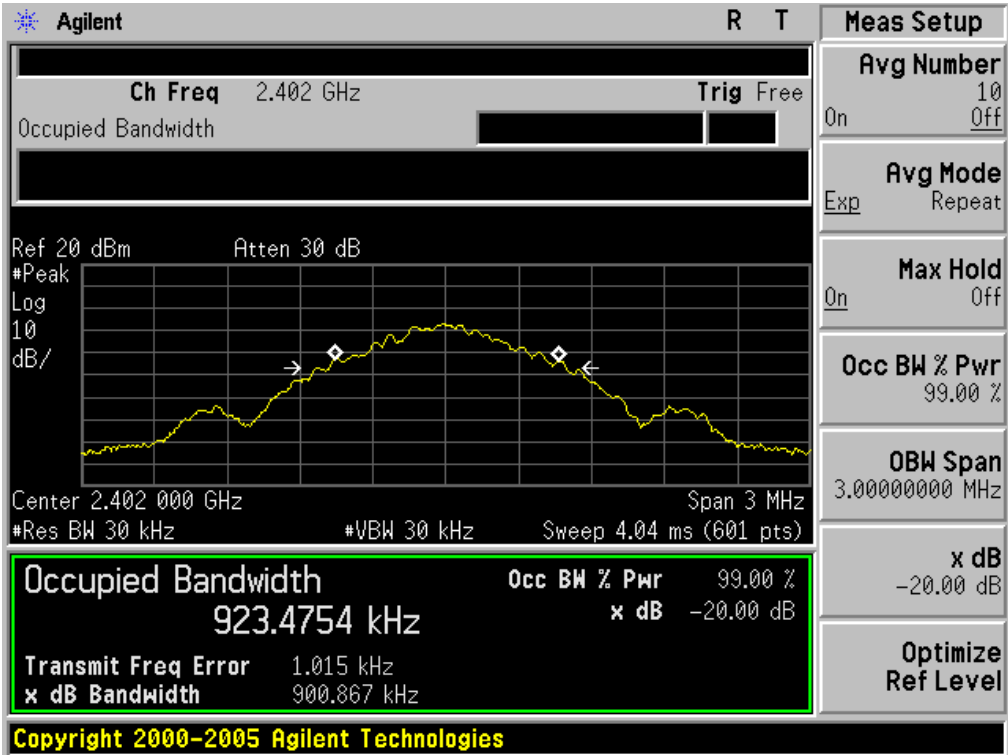 Agilent R T
Ch Freq 2.402 GHz Trig Free
Occupied Bandwidth
Ref 20 dBm Atten 30 dB
#Peak
Log
10
dB/
Center 2.402 000 GHz Span 3 MHz
#Res BW 30 kHz #VBW 30 kHz Sweep 4.04 ms (601 pts)
Occupied Bandwidth Occ BW % Pwr 99.00 %
923.4754 kHz x dB -20.00 dB
Transmit Freq Error 1.015 kHz
x dB Bandwidth 900.867 kHz
Copyright 2000-2005 Agilent Technologies
Meas Setup
Avg Number
10
On Off
Avg Mode
Exp Repeat
Max Hold
On Off
Occ BW % Pwr
99.00 %
OBW Span
3.00000000 MHz
x dB
-20.00 dB
Optimize
Ref Level